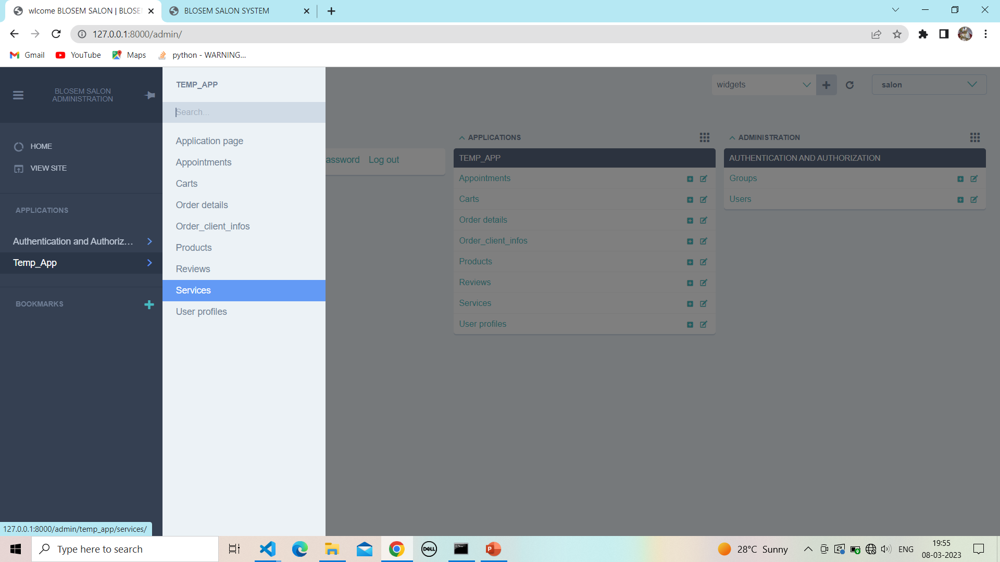 wlcome BLOSEM SALON | BLOSE
BLOSEM SALON SYSTEM
127.0.0.1:8000/admin/
Gmail
YouTube
Maps
python - WARNING...
BLOSEM SALON
ADMINISTRATION
HOME
VIEW SITE
APPLICATIONS
Authentication and Authoriz...
Temp_App
BOOKMARKS
TEMP_APP
Search...
Application page
Appointments
Carts
Order details
Order_client_infos
Products
Reviews
Services
User profiles
widgets
salon
assword
Log out
APPLICATIONS
TEMP_APP
Appointments
Carts
Order details
Order_client_infos
Products
Reviews
Services
User profiles
ADMINISTRATION
AUTHENTICATION AND AUTHORIZATION
Groups
Users
127.0.0.1:8000/admin/temp_app/services/
Type here to search
DELL
28°C Sunny
ENG
19:55
08-03-2023